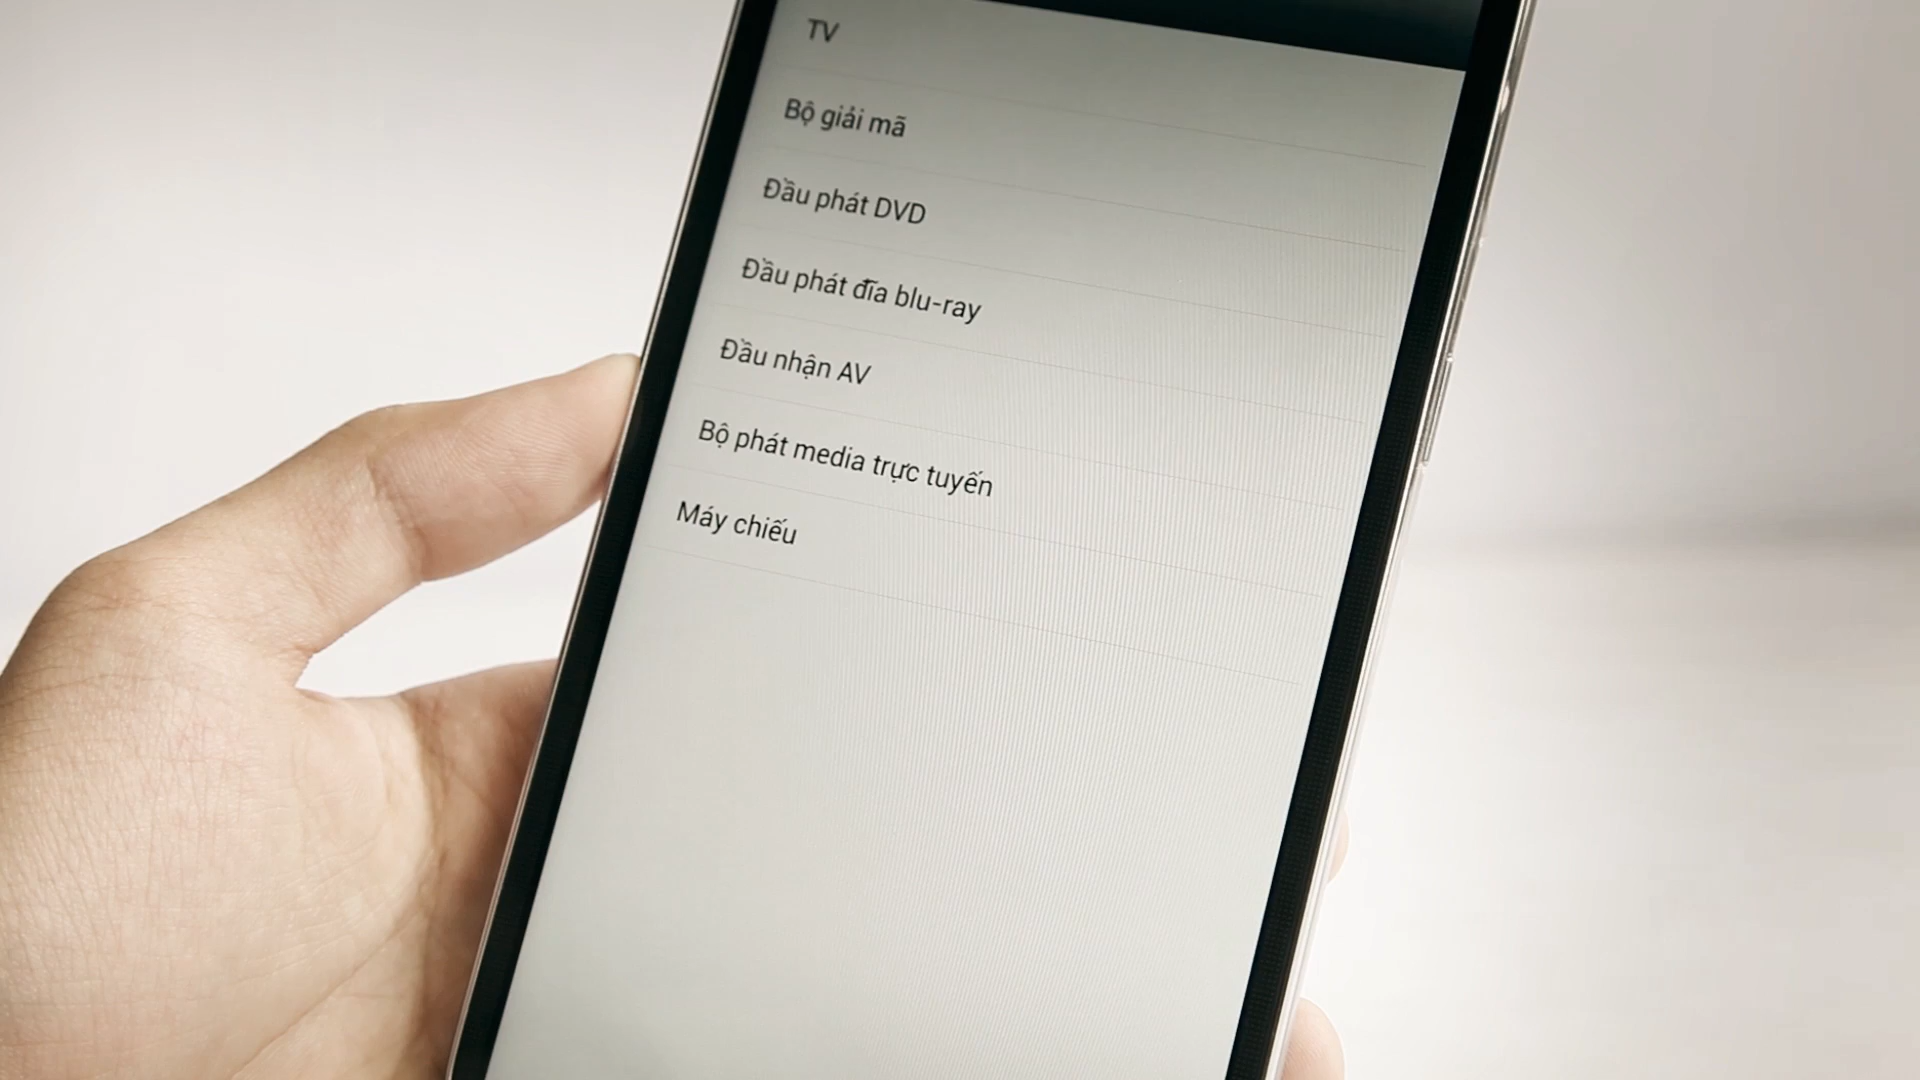 TV
Bộ giải mã
Đầu phát DVD
Đầu phát đĩa blu-ray
Đầu nhận AV
Bộ phát media trực tuyến
Máy chiếu